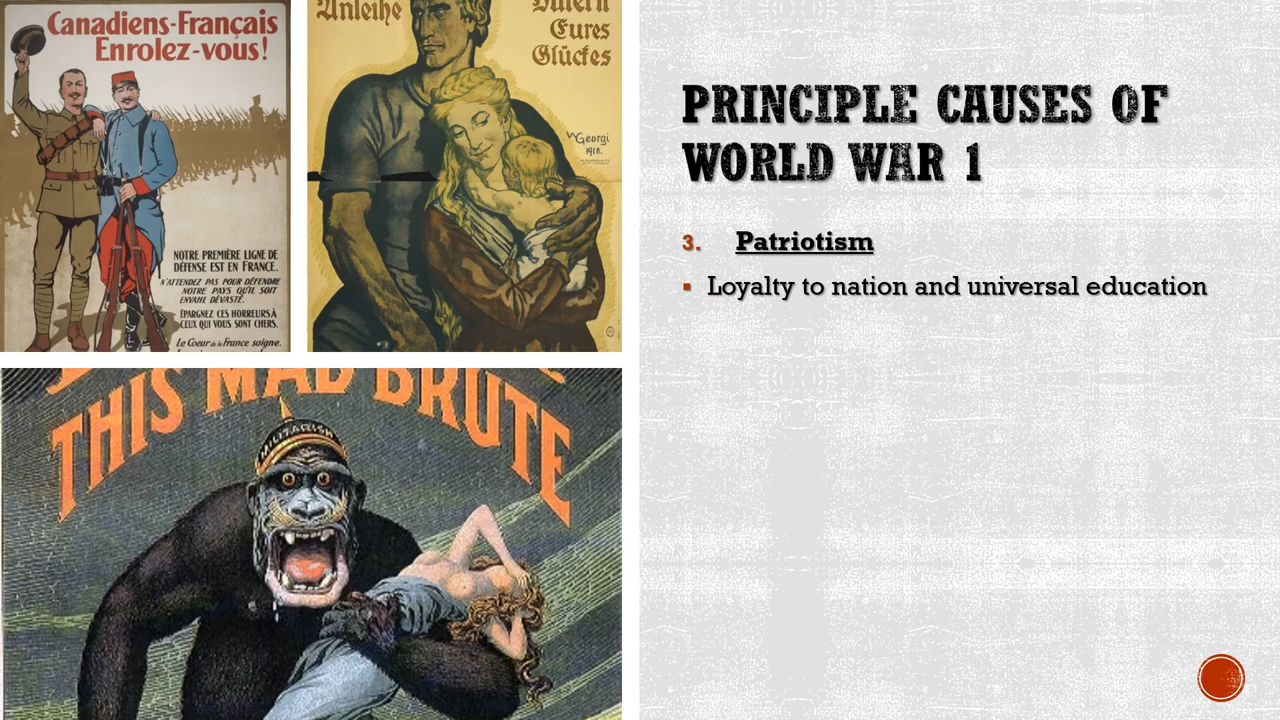 Canadiens-Français
Enrolez-vous!
NOTRE PREMIÈRE LIGNE DE
DÉFENSE EST EN FRANCE.
N'ATTENDEZ PAS POUR DÉFENDRE
NOTRE PAYS QU'IL SOIT
ENVAHI, DÉVASTÉ.
ÉPARGNEZ CES HORREURS À
CEUX QUI VOUS SONT CHERS.
Le Coeur de la France saigne.
Anleihe
Eures
Glückes
WGeorgi
1918.
THIS MAD BRUTE
MILITARISM
PRINCIPLE CAUSES OF
WORLD WAR 1
3. Patriotism
▪ Loyalty to nation and universal education